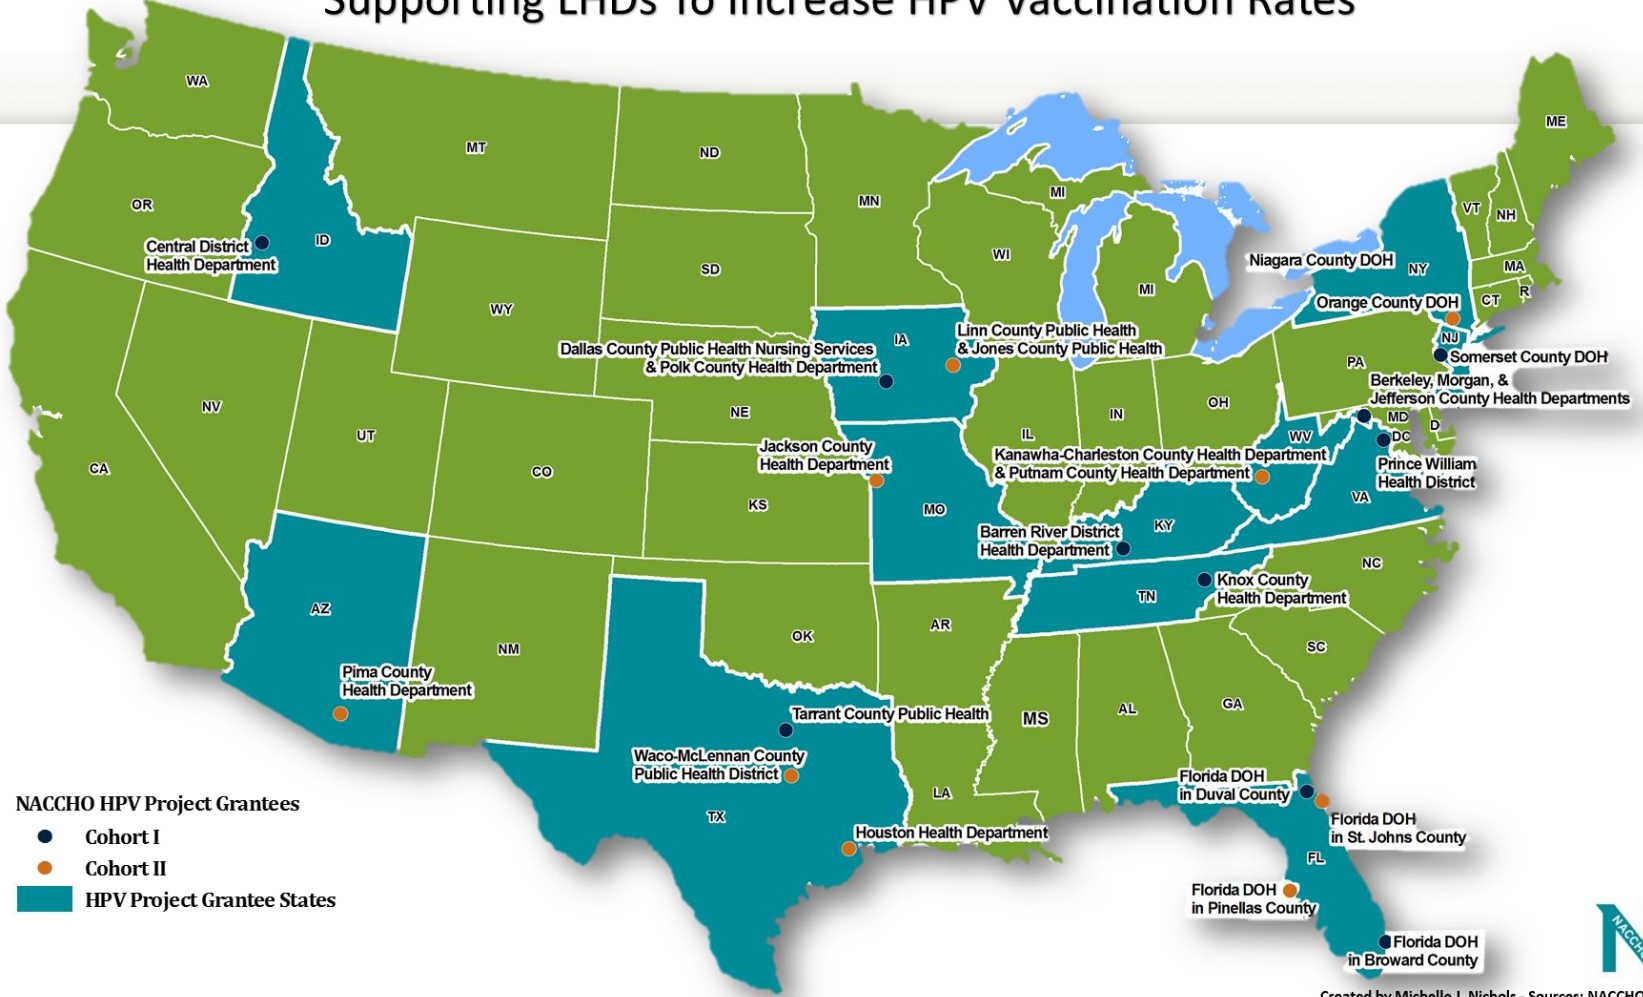 Supporting LHDs To Increase HPV Vaccination Rates
WA
MT
ND
MN
ME
OR
ID
SD
WI
MI
MI
VT
NH
Central District
Health Department
WY
Niagara County DOH
NY
MA
CT
R
Orange County DOH
IA
Linn County Public Health
& Jones County Public Health
Dallas County Public Health Nursing Services
& Polk County Health Department
NJ
Somerset County DOH
PA
Berkeley, Morgan, &
Jefferson County Health Departments
NV
UT
NE
IL
IN
OH
MD
D
DC
WV
CA
CO
KS
Jackson County
Health Department
Kanawha-Charleston County Health Department
& Putnam County Health Department
Prince William
Health District
VA
MO
KY
Barren River District
Health Department
NC
AZ
NM
OK
AR
TN
Knox County
Health Department
SC
Pima County
Health Department
Tarrant County Public Health
MS
AL
GA
Waco-McLennan County
Public Health District
TX
LA
Houston Health Department
Florida DOH
in Duval County
Florida DOH
in St. Johns County
FL
Florida DOH
in Pinellas County
Florida DOH
in Broward County
NACCHO HPV Project Grantees
Cohort I
Cohort II
HPV Project Grantee States
NACCHO
Created by Michelle J. Nichols - Sources: NACCHO